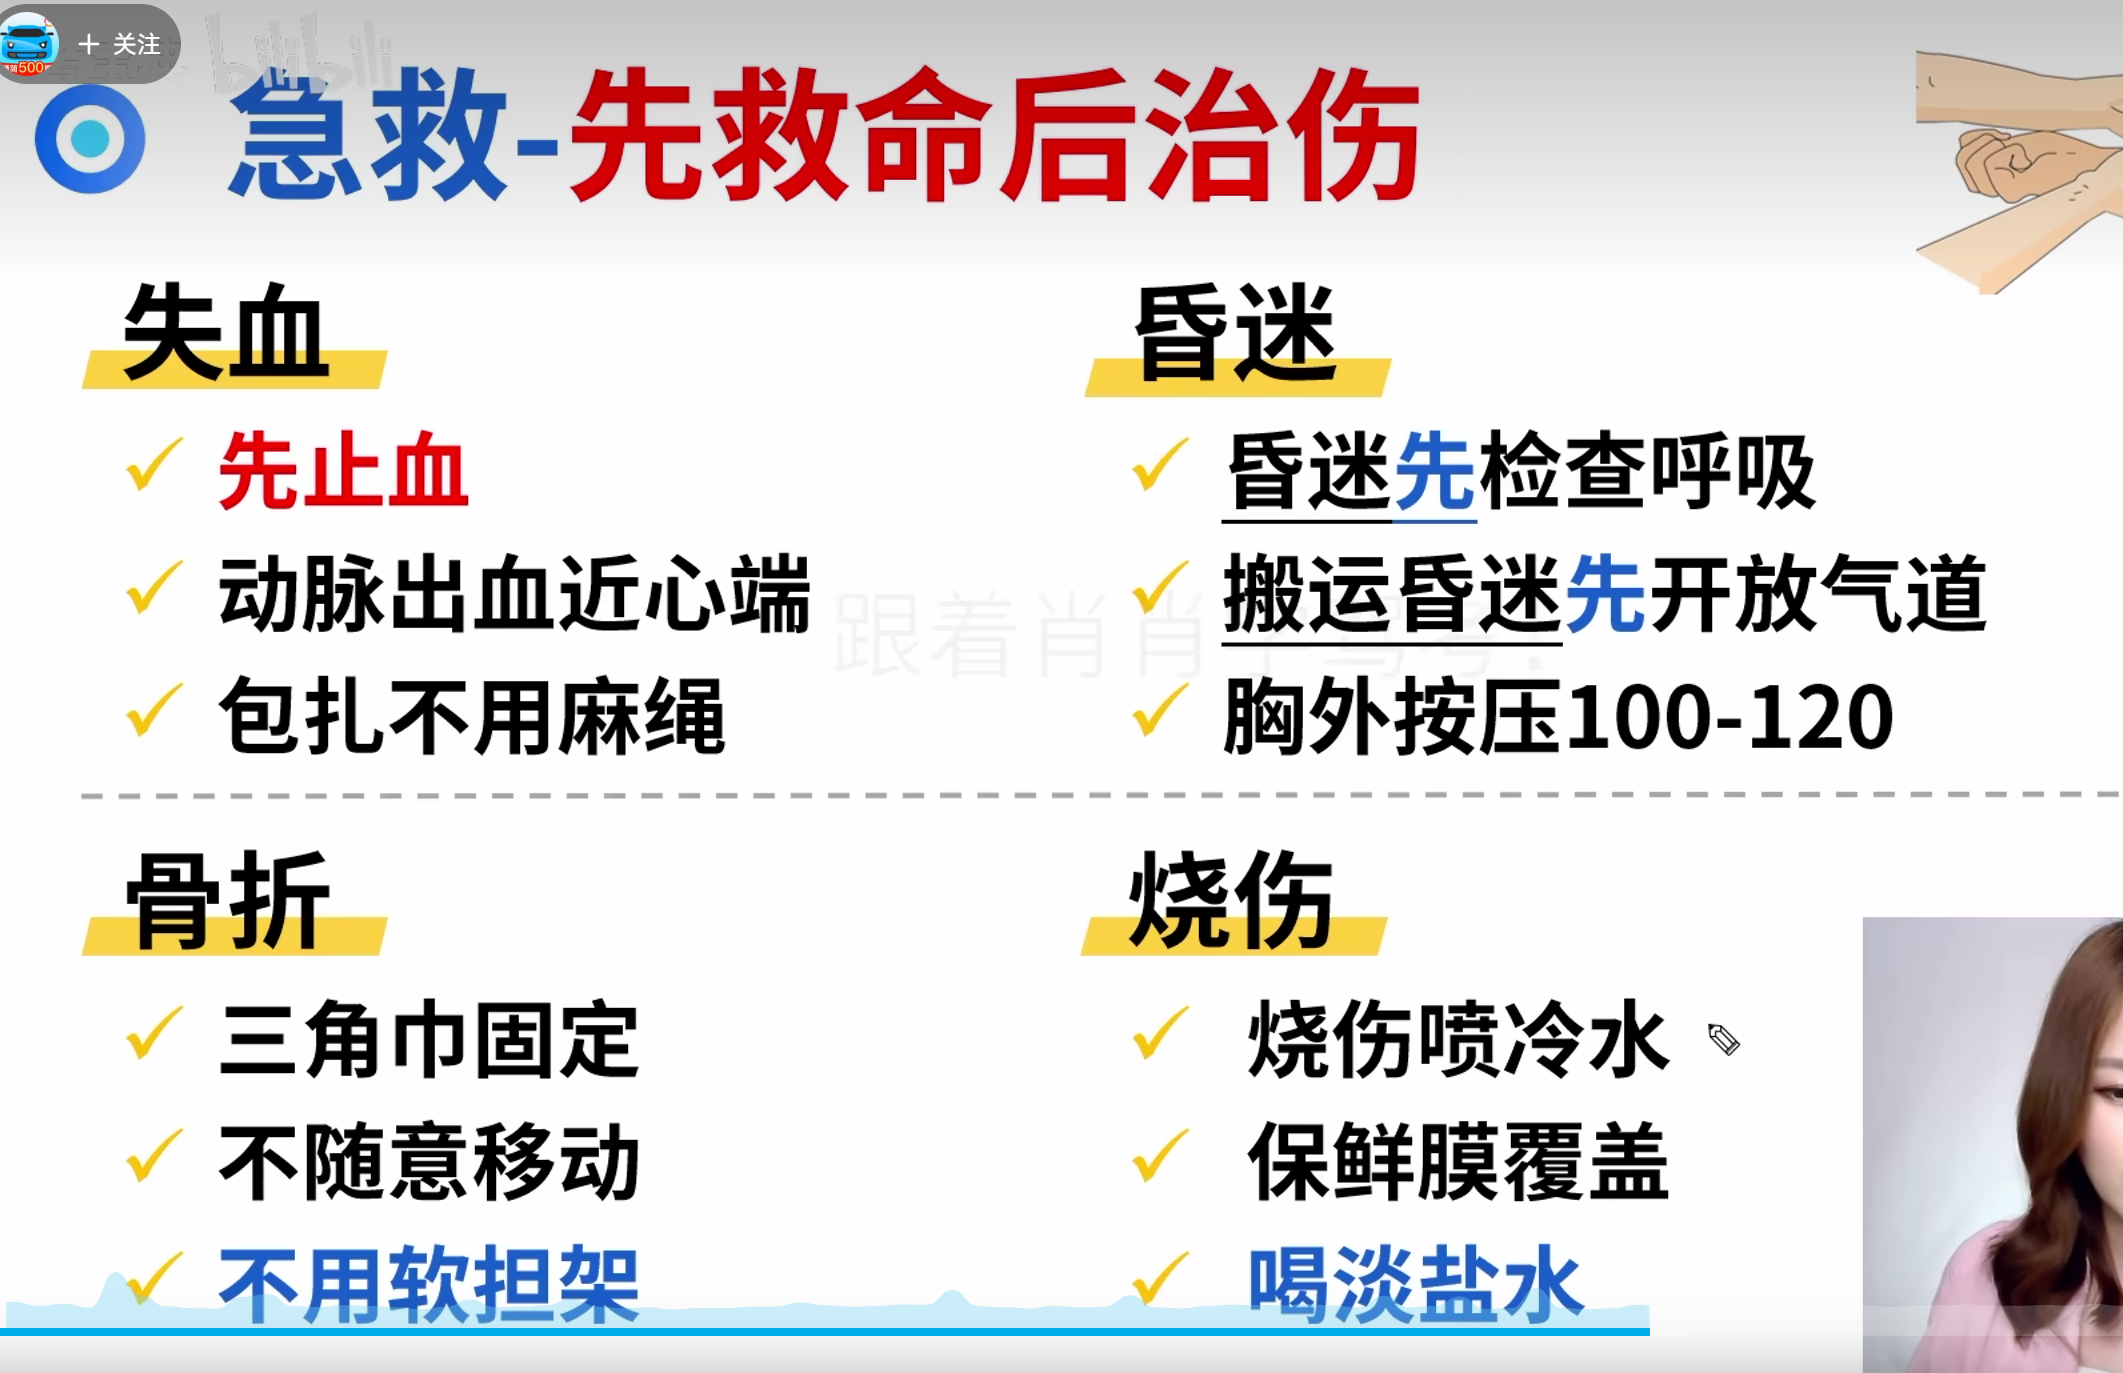 + 关注
bilibili
500
急救-先救命后治伤
失血
先止血
动脉出血近心端
包扎不用麻绳
昏迷
昏迷先检查呼吸
搬运昏迷先开放气道
胸外按压100-120
跟着肖肖学驾考
骨折
三角巾固定
不随意移动
不用软担架
烧伤
烧伤喷冷水
保鲜膜覆盖
喝淡盐水